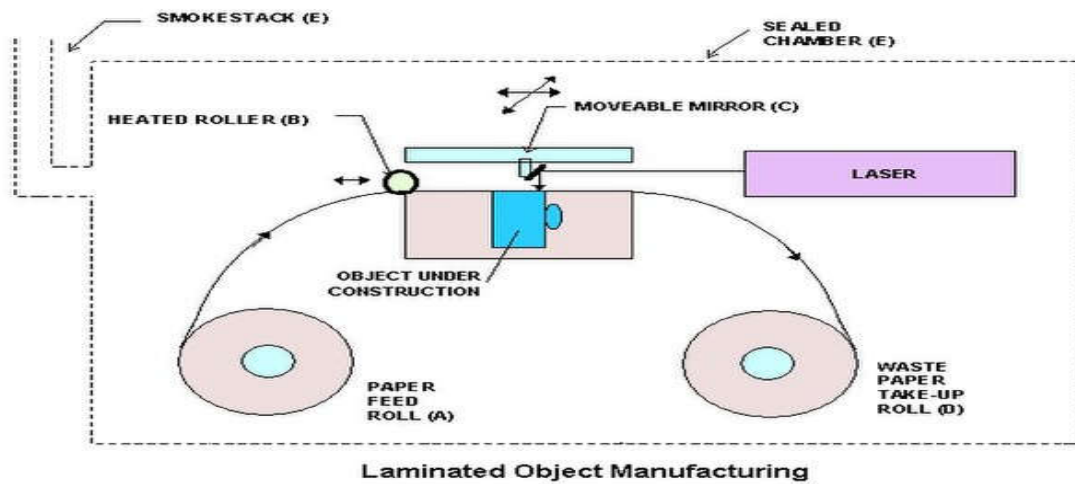 SMOKESTACK (E)
SEALED
CHAMBER (E)
MOVEABLE MIRROR (C)
HEATED ROLLER (B)
LASER
OBJECT UNDER
CONSTRUCTION
PAPER
FEED
ROLL (A)
WASTE
PAPER
TAKE-UP
ROLL (D)
Laminated Object Manufacturing